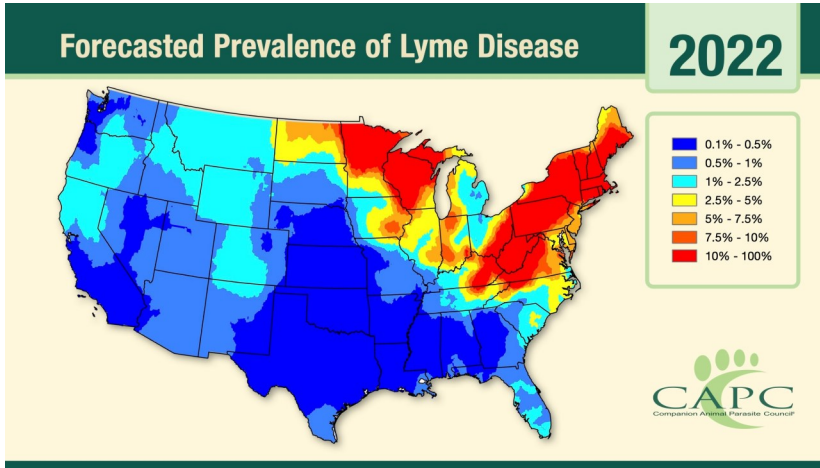 Forecasted Prevalence of Lyme Disease
2022
0.1% - 0.5%
0.5% - 1%
1% - 2.5%
2.5% - 5%
5% - 7.5%
7.5% - 10%
10% - 100%
CAPC
Companion Animal Parasite Council®